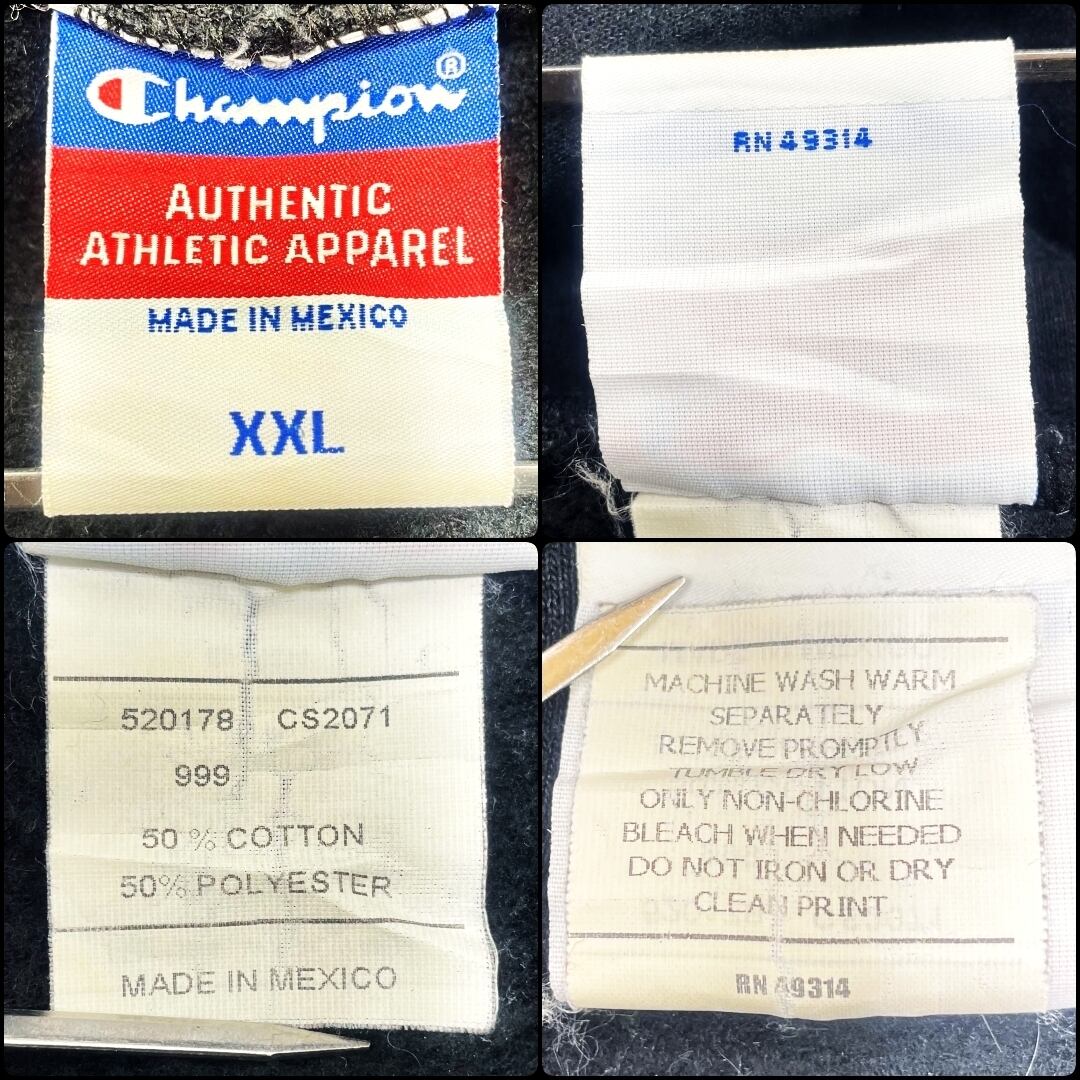 Champion®
AUTHENTIC
ATHLETIC APPAREL
MADE IN MEXICO
XXL
RN 49314
520178 CS2071
999
50 % COTTON
50% POLYESTER
MADE IN MEXICO
MACHINE WASH WARM
SEPARATELY
REMOVE PROMPTLY
TUMBLE DRY LOW
ONLY NON-CHLORINE
BLEACH WHEN NEEDED
DO NOT IRON OR DRY
CLEAN PRINT
RN 49314